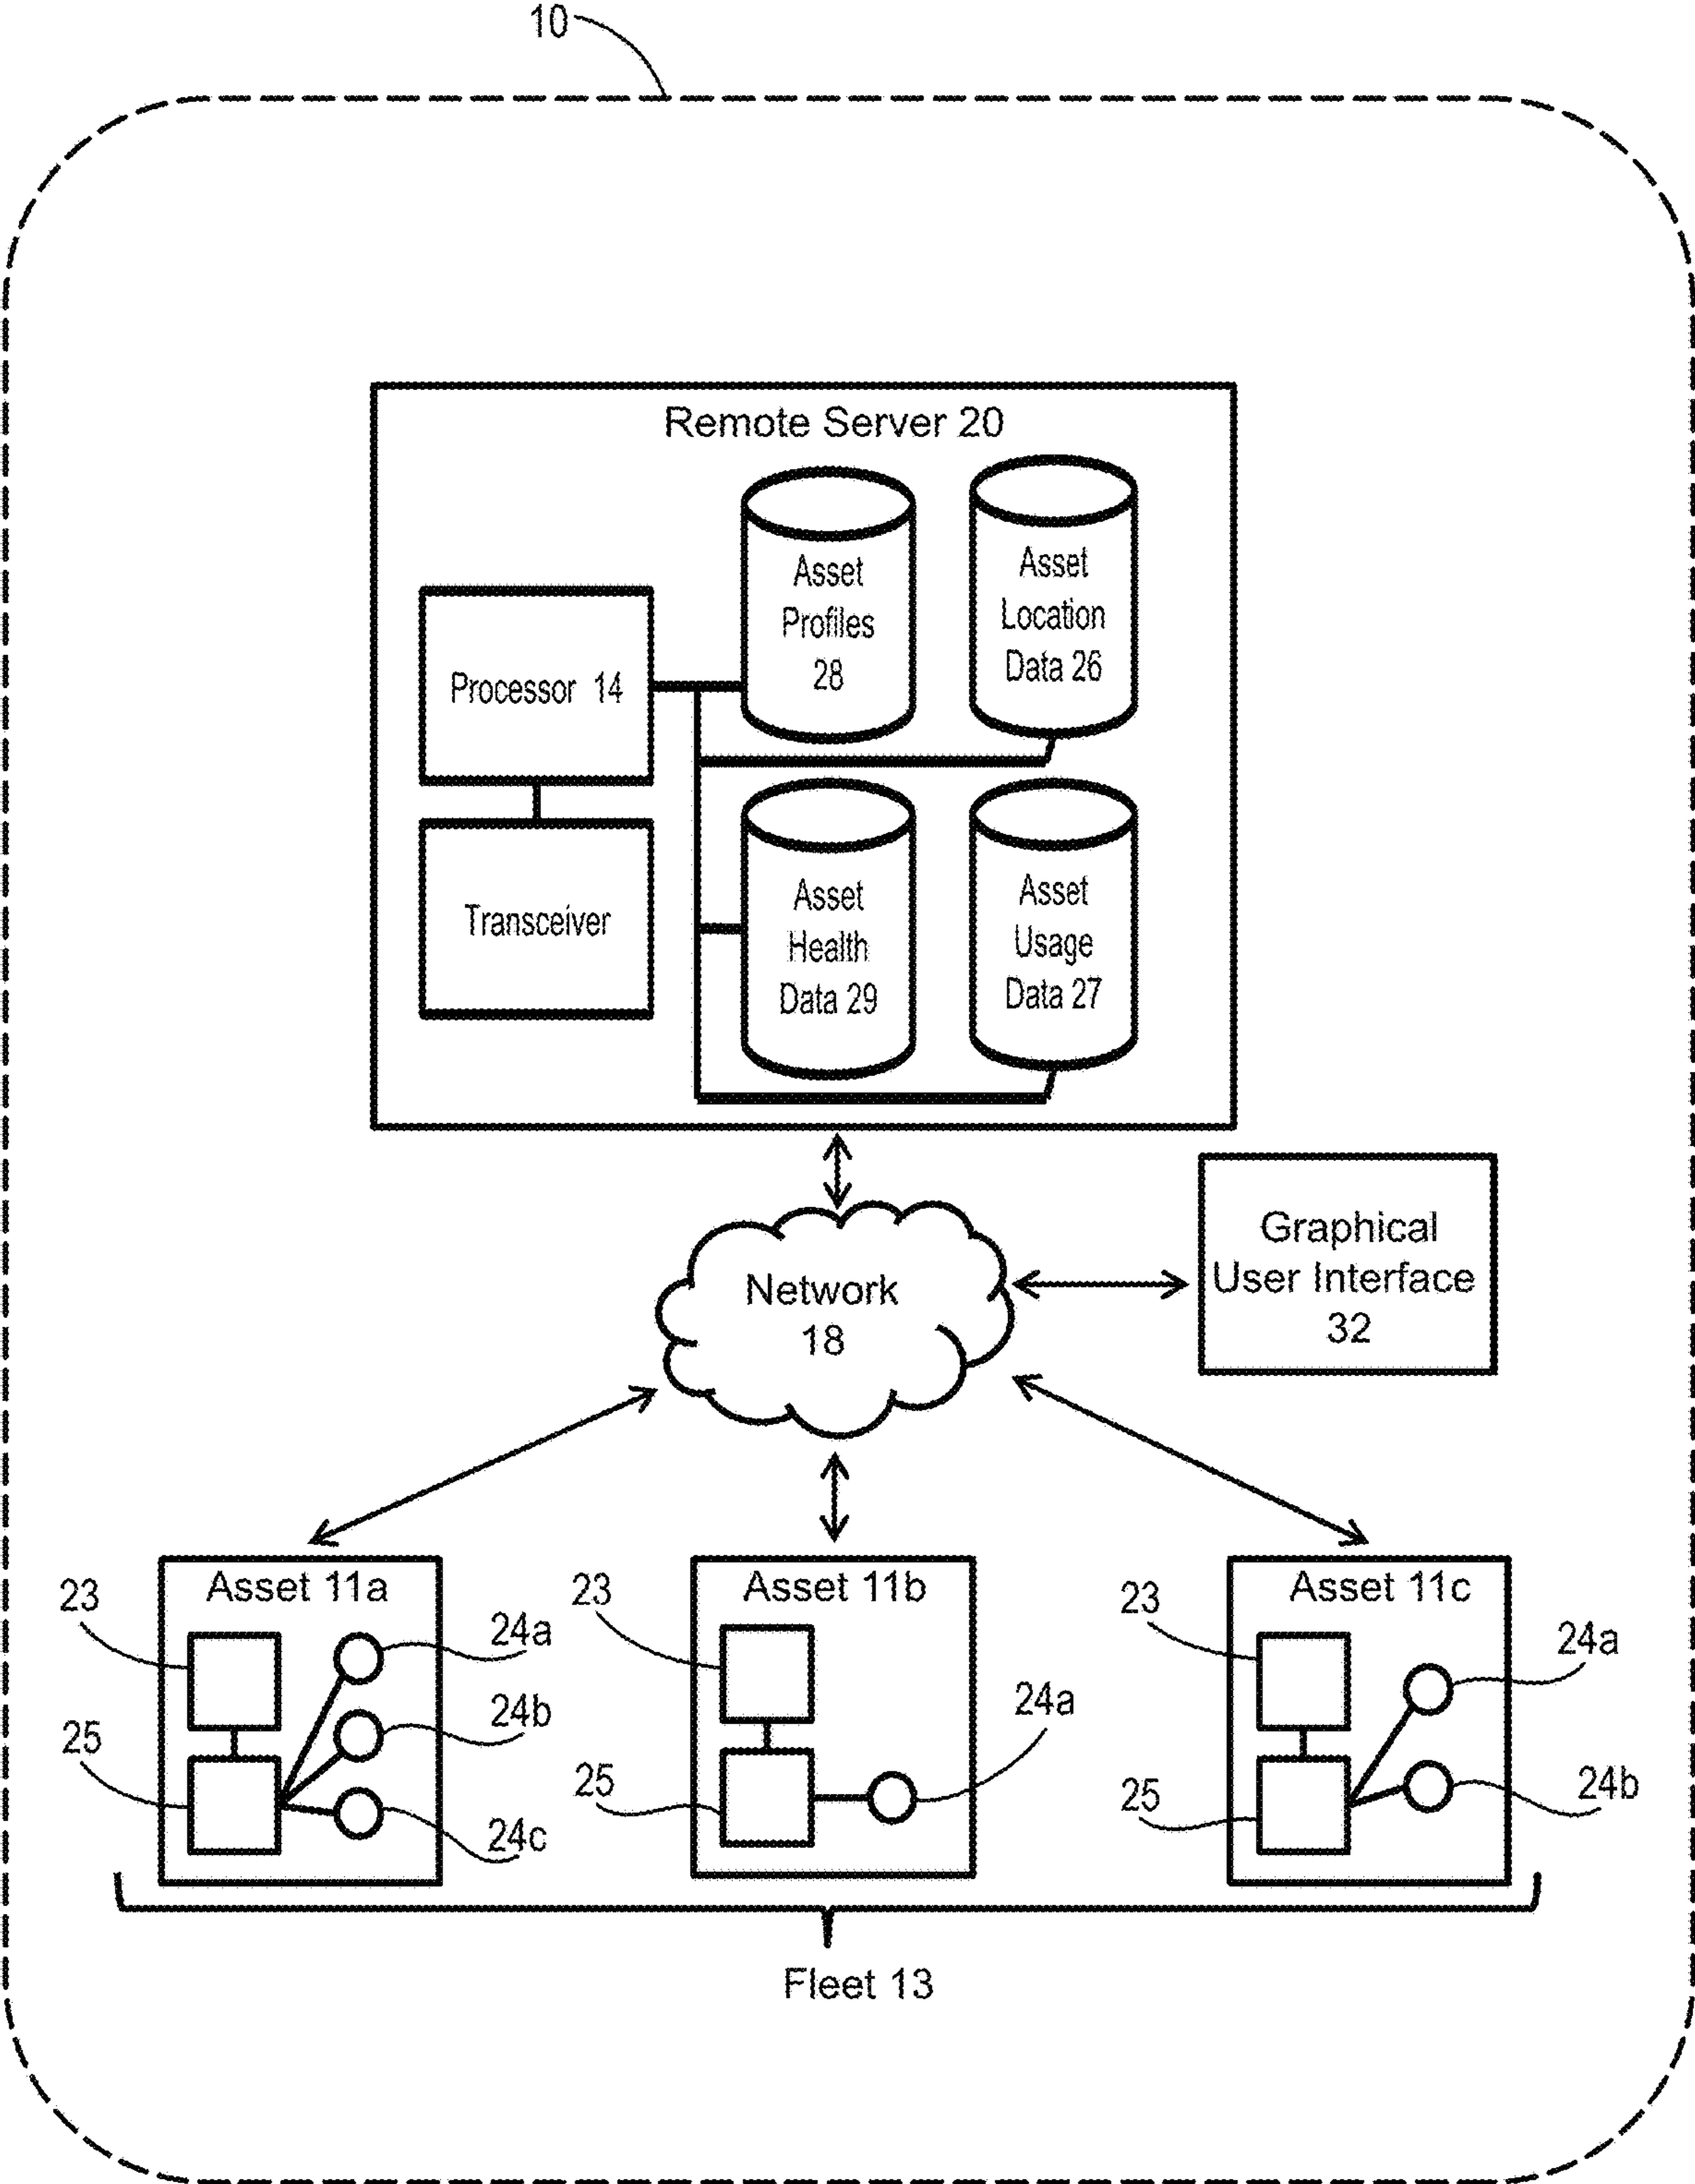 10
Remote Server 20
Asset
Profiles
28
Asset
Location
Data 26
Processor 14
Transceiver
Asset
Health
Data 29
Asset
Usage
Data 27
Graphical
User Interface
32
Network
18
Asset 11a
23
24a
24b
25
24c
Asset 11b
23
24a
25
Asset 11c
23
24a
24b
25
Fleet 13